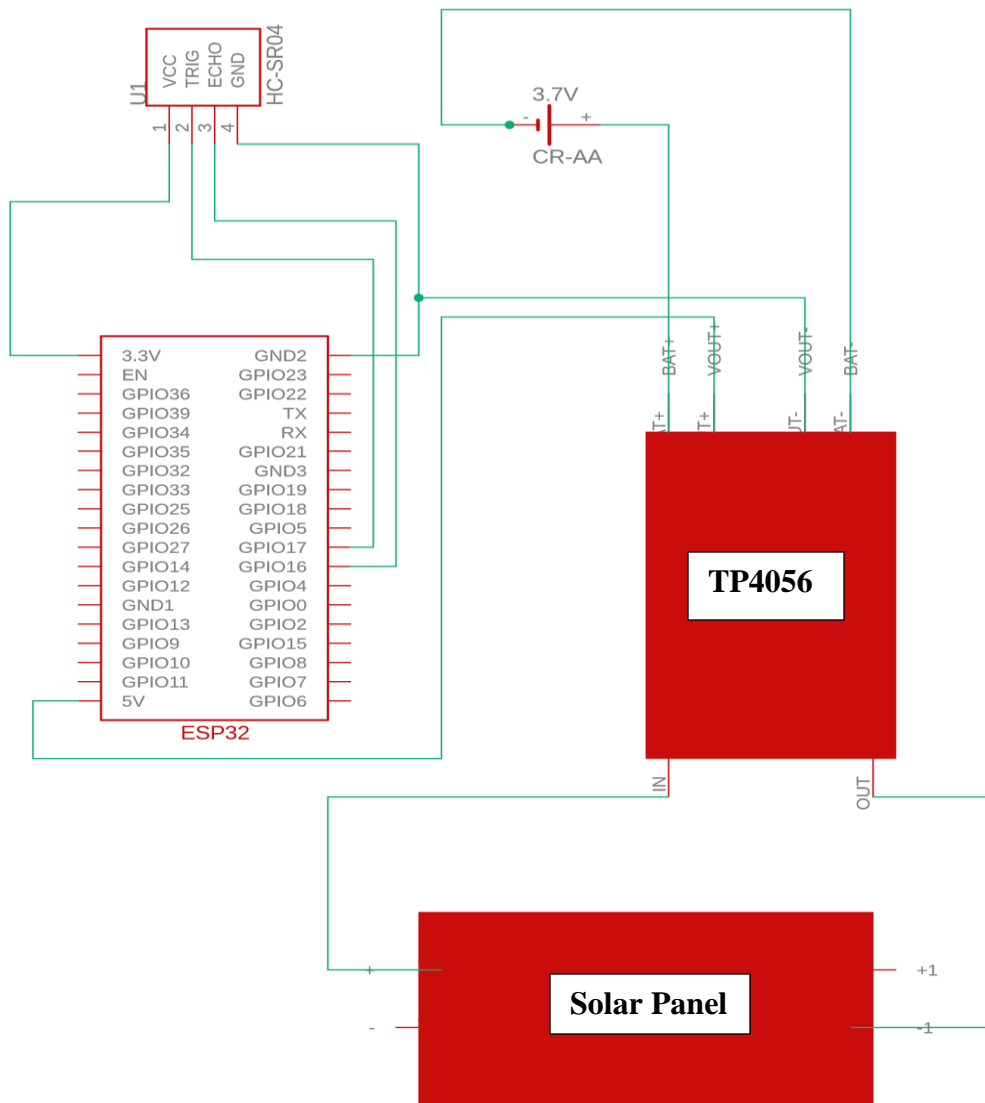 U1
VCC
TRIG
ECHO
GND
HC-SR04
1
2
3
4
3.7V
- +
CR-AA
BAT+
VOUT+
VOUT-
BAT-
T+
UT-
3.3V GND2
EN GPIO23
GPIO36 GPIO22
GPIO39 TX
GPIO34 RX
GPIO35 GPIO21
GPIO32 GND3
GPIO33 GPIO19
GPIO25 GPIO18
GPIO26 GPIO5
GPIO27 GPIO17
GPIO14 GPIO16
GPIO12 GPIO4
GND1 GPIO0
GPIO13 GPIO2
GPIO9 GPIO15
GPIO10 GPIO8
GPIO11 GPIO7
5V GPIO6
ESP32
TP4056
IN
OUT
+ +1
Solar Panel
- -1